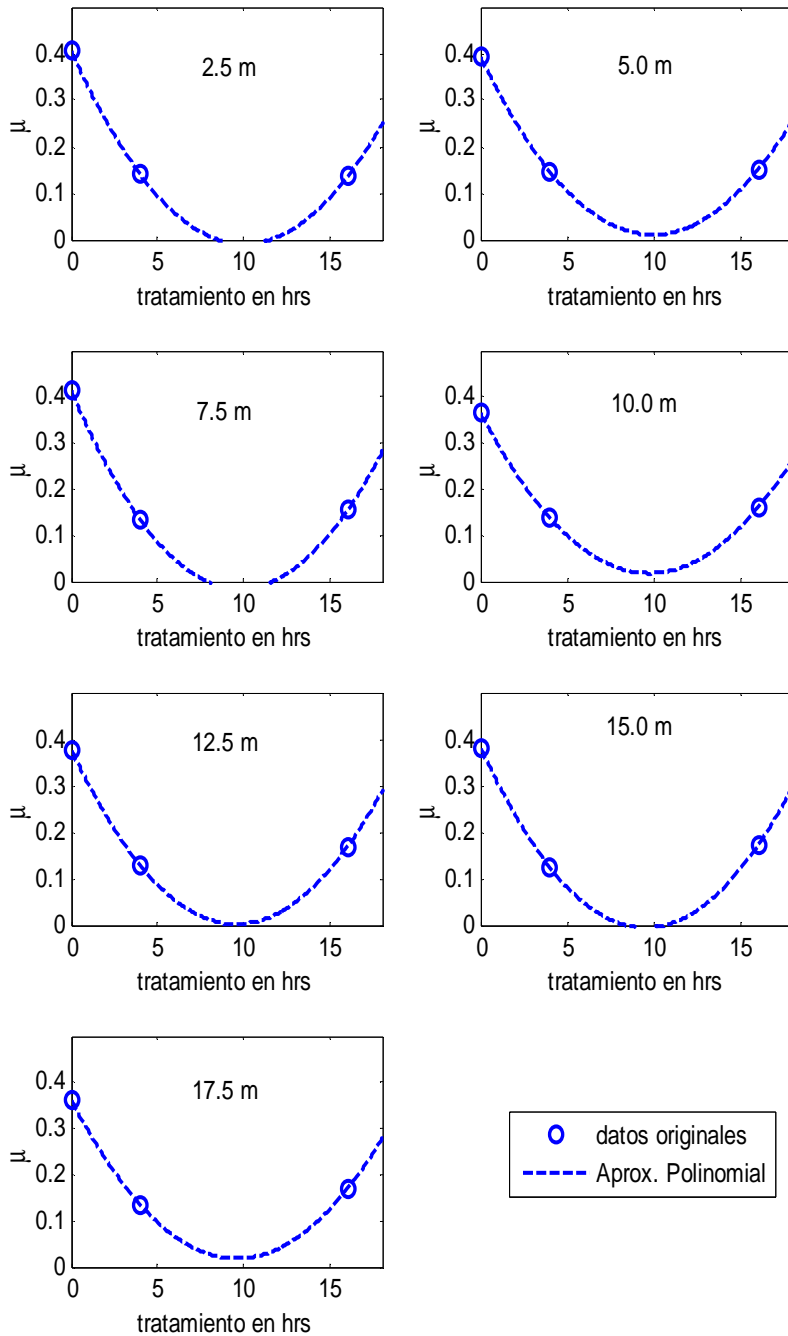 2.5 m
0.4
0.3
0.2
0.1
0
μ
0 5 10 15
tratamiento en hrs
5.0 m
0.4
0.3
0.2
0.1
0
μ
0 5 10 15
tratamiento en hrs
7.5 m
0.4
0.3
0.2
0.1
0
μ
0 5 10 15
tratamiento en hrs
10.0 m
0.4
0.3
0.2
0.1
0
μ
0 5 10 15
tratamiento en hrs
12.5 m
0.4
0.3
0.2
0.1
0
μ
0 5 10 15
tratamiento en hrs
15.0 m
0.4
0.3
0.2
0.1
0
μ
0 5 10 15
tratamiento en hrs
17.5 m
0.4
0.3
0.2
0.1
0
μ
0 5 10 15
tratamiento en hrs
datos originales
Aprox. Polinomial